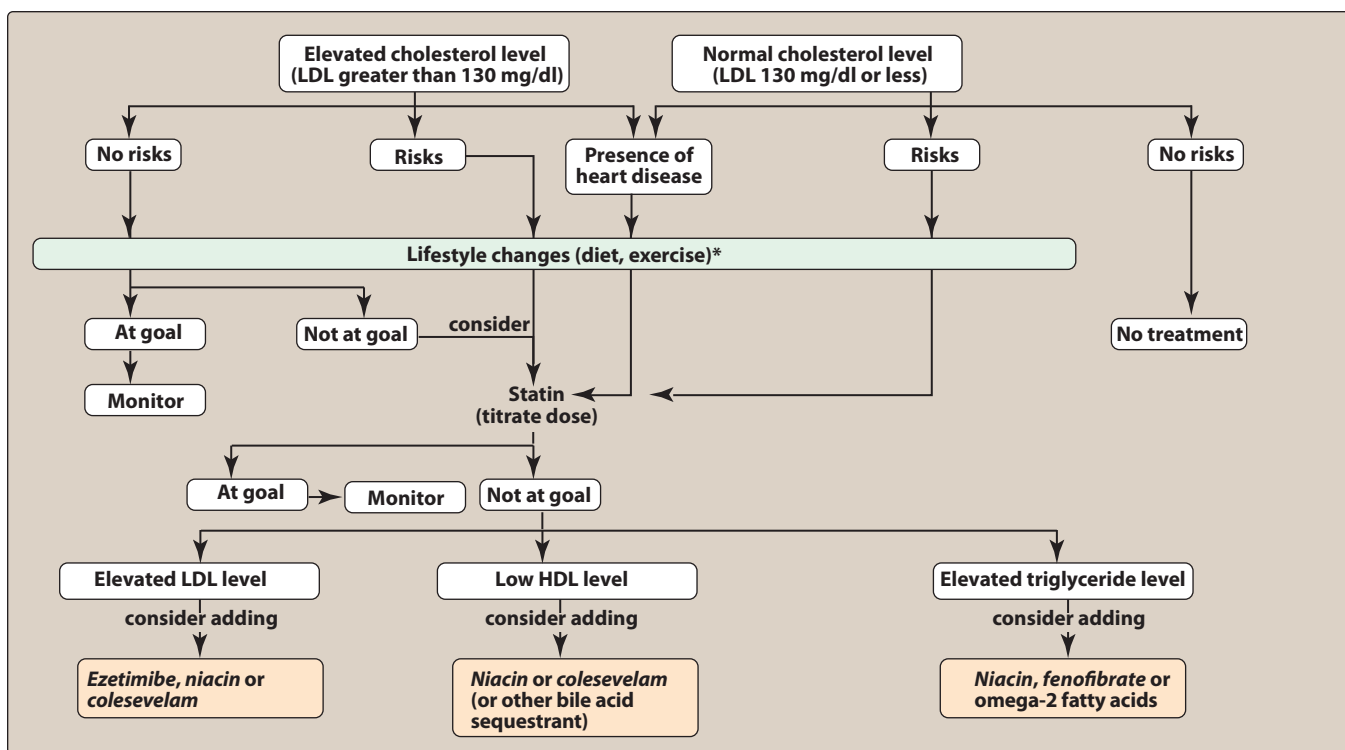 Elevated cholesterol level
(LDL greater than 130 mg/dl)
Normal cholesterol level
(LDL 130 mg/dl or less)
No risks
Risks
Presence of
heart disease
Risks
No risks
Lifestyle changes (diet, exercise)*
At goal
Not at goal
consider
No treatment
Monitor
Statin
(titrate dose)
At goal
Monitor
Not at goal
Elevated LDL level
Low HDL level
Elevated triglyceride level
consider adding
consider adding
consider adding
Ezetimibe, niacin or
colesevelam
Niacin or colesevelam
(or other bile acid
sequestrant)
Niacin, fenofibrate or
omega-2 fatty acids